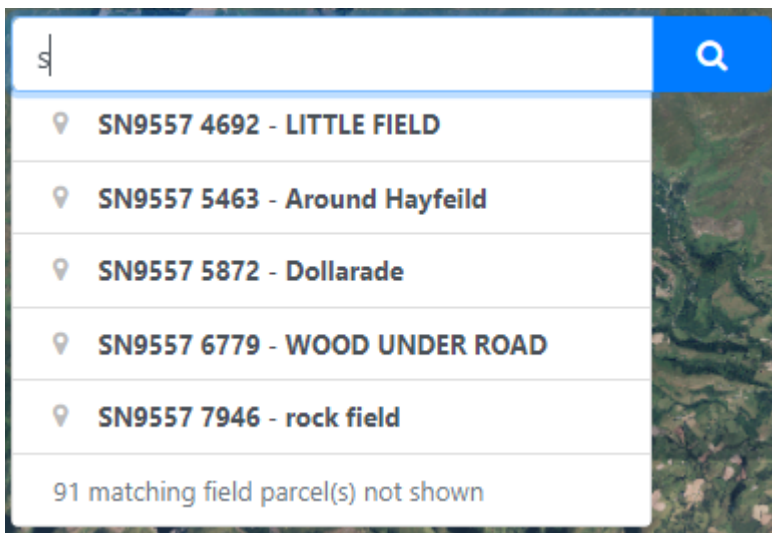 s
SN9557 4692 - LITTLE FIELD
SN9557 5463 - Around Hayfeild
SN9557 5872 - Dollarade
SN9557 6779 - WOOD UNDER ROAD
SN9557 7946 - rock field
91 matching field parcel(s) not shown